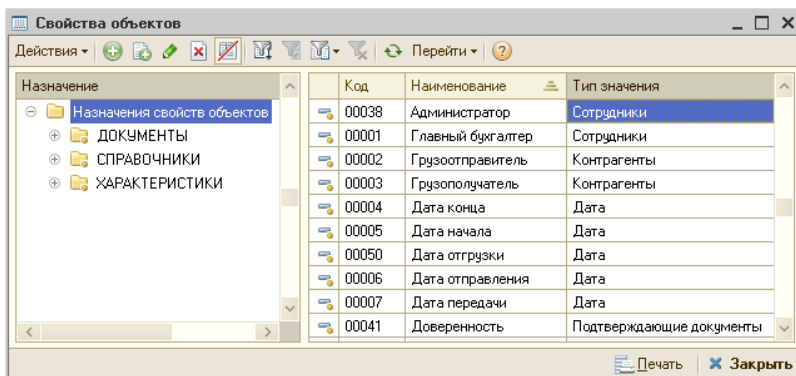 Свойства объектов
Действия Перейти
Назначение
Назначения свойств объектов
ДОКУМЕНТЫ
СПРАВОЧНИКИ
ХАРАКТЕРИСТИКИ
Код Наименование Тип значения
00038 Администратор Сотрудники
00001 Главный бухгалтер Сотрудники
00002 Грузоотправитель Контрагенты
00003 Грузополучатель Контрагенты
00004 Дата конца Дата
00005 Дата начала Дата
00050 Дата отгрузки Дата
00006 Дата отправления Дата
00007 Дата передачи Дата
00041 Доверенность Подтверждающие документы
Печать Закрыть